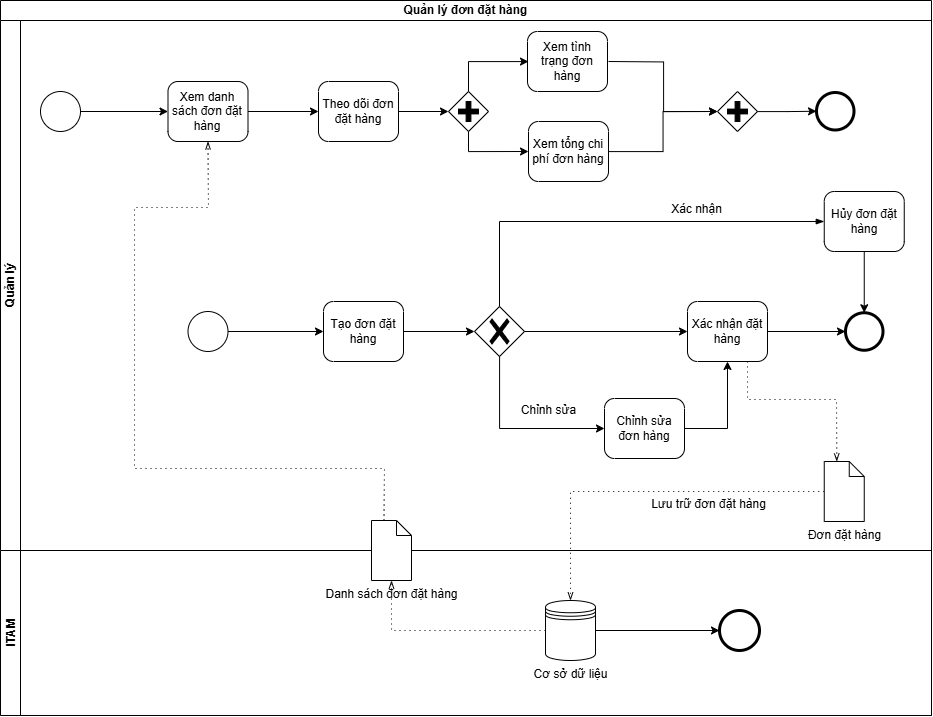 Quản lý đơn đặt hàng
Quản lý
Xem danh
sách đơn đặt
hàng
Theo dõi đơn
đặt hàng
Xem tình
trạng đơn
hàng
Xem tổng chi
phí đơn hàng
Xác nhận
Hủy đơn đặt
hàng
Tạo đơn đặt
hàng
Xác nhận đặt
hàng
Chỉnh sửa
Chỉnh sửa
đơn hàng
Lưu trữ đơn đặt hàng
Đơn đặt hàng
ITAM
Danh sách đơn đặt hàng
Cơ sở dữ liệu